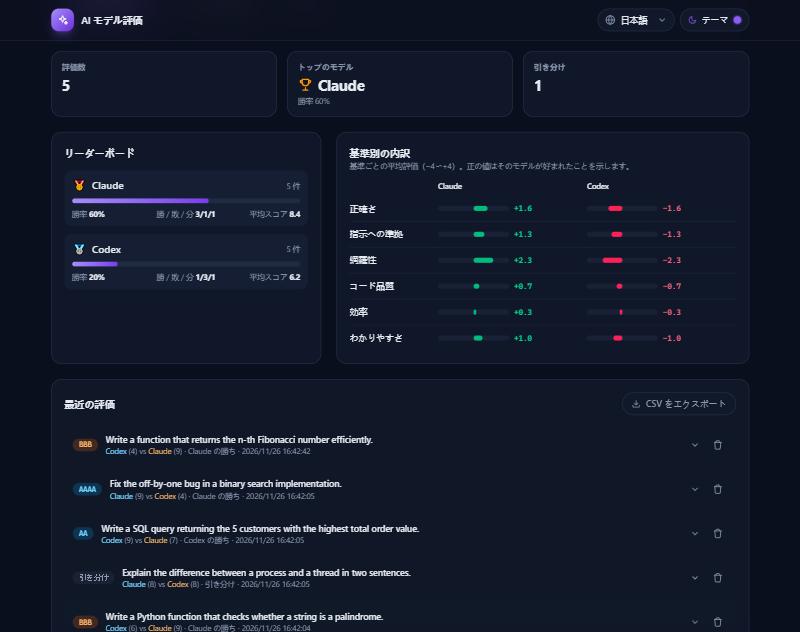 AI モデル評価
日本語
テーマ
評価数
5
トップのモデル
Claude
勝率 60%
引き分け
1
リーダーボード
Claude
5 件
勝率 60%
勝 / 敗 / 分 3/1/1
平均スコア 8.4
Codex
5 件
勝率 20%
勝 / 敗 / 分 1/3/1
平均スコア 6.2
基準別の内訳
基準ごとの平均評価（−4〜+4）。正の値はそのモデルが好まれたことを示します。
Claude Codex
正確さ +1.6 −1.6
指示への準拠 +1.3 −1.3
網羅性 +2.3 −2.3
コード品質 +0.7 −0.7
効率 +0.3 −0.3
わかりやすさ +1.0 −1.0
最近の評価
CSV をエクスポート
BBB
Write a function that returns the n-th Fibonacci number efficiently.
Codex (4) vs Claude (9) · Claude の勝ち · 2026/11/26 16:42:42
AAAA
Fix the off-by-one bug in a binary search implementation.
Claude (9) vs Codex (4) · Claude の勝ち · 2026/11/26 16:42:05
AA
Write a SQL query returning the 5 customers with the highest total order value.
Codex (9) vs Claude (7) · Codex の勝ち · 2026/11/26 16:42:05
引き分け
Explain the difference between a process and a thread in two sentences.
Claude (8) vs Codex (8) · 引き分け · 2026/11/26 16:42:05
BBB
Write a Python function that checks whether a string is a palindrome.
Codex (6) vs Claude (9) · Claude の勝ち · 2026/11/26 16:42:04